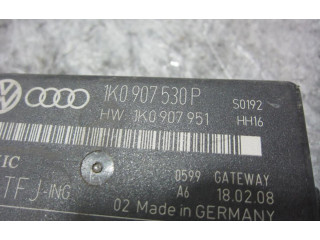 1K0 907 530 P
S0192
HW: 1K0 907 951
HH16
0599 GATEWAY
TFJ-ING
A6 18.02.08
02 Made in GERMANY